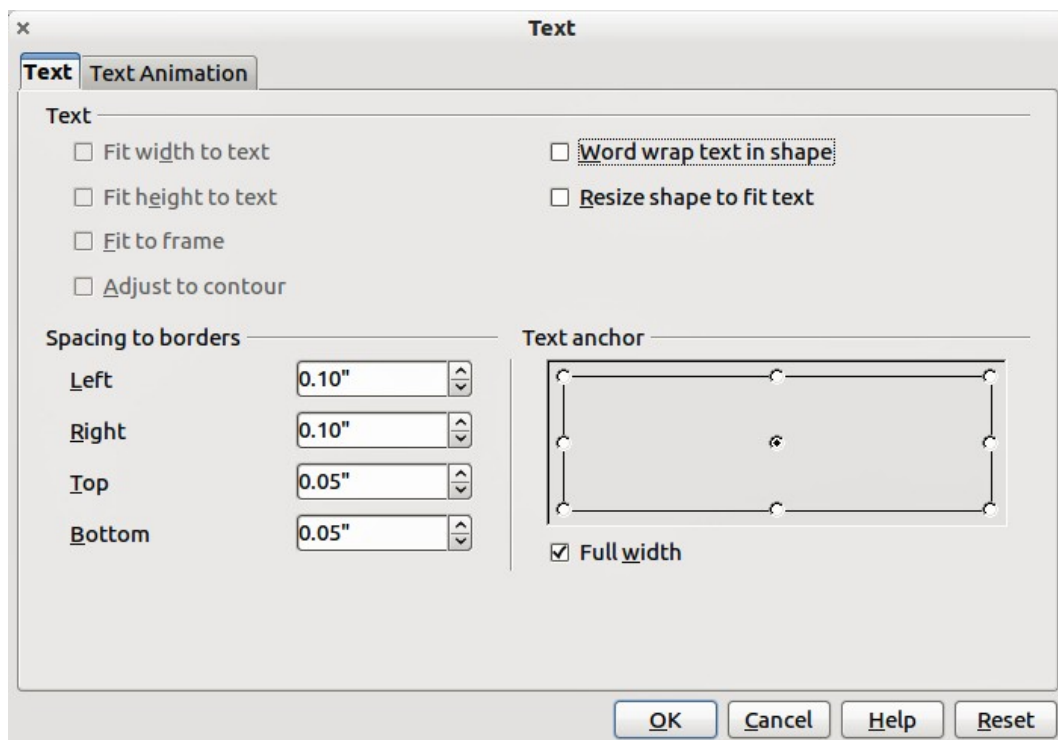 Text
Text Text Animation
Text
Fit width to text
Word wrap text in shape
Fit height to text
Resize shape to fit text
Fit to frame
Adjust to contour
Spacing to borders
Left 0.10"
Right 0.10"
Top 0.05"
Bottom 0.05"
Text anchor
Full width
OK Cancel Help Reset